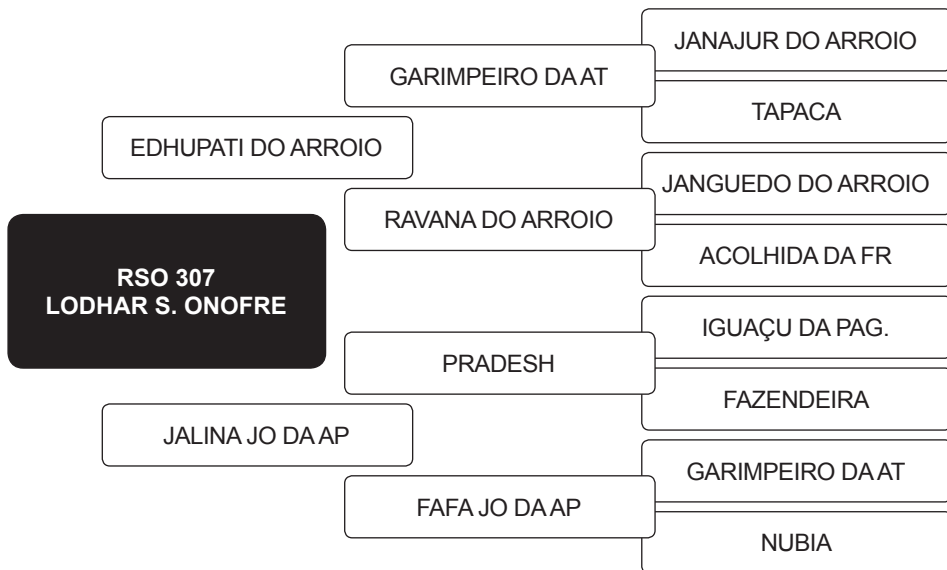 JANAJUR DO ARROIO
GARIMPEIRO DA AT
TAPACA
EDHUPATI DO ARROIO
JANGUEDO DO ARROIO
RAVANA DO ARROIO
ACOLHIDA DA FR
RSO 307
LODHAR S. ONOFRE
IGUAÇU DA PAG.
PRADESH
FAZENDEIRA
JALINA JO DA AP
GARIMPEIRO DA AT
FAFA JO DA AP
NUBIA